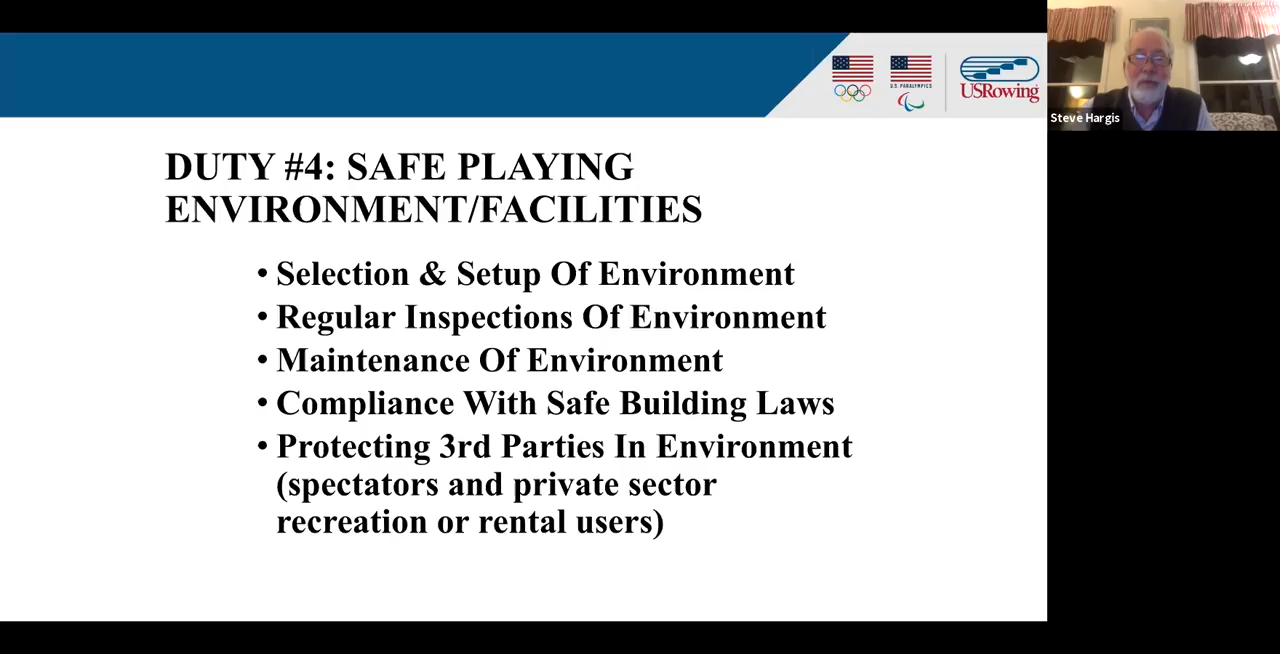 U.S. PARALYMPICS
USRowing
Steve Hargis
DUTY #4: SAFE PLAYING
ENVIRONMENT/FACILITIES
• Selection & Setup Of Environment
• Regular Inspections Of Environment
• Maintenance Of Environment
• Compliance With Safe Building Laws
• Protecting 3rd Parties In Environment
(spectators and private sector
recreation or rental users)